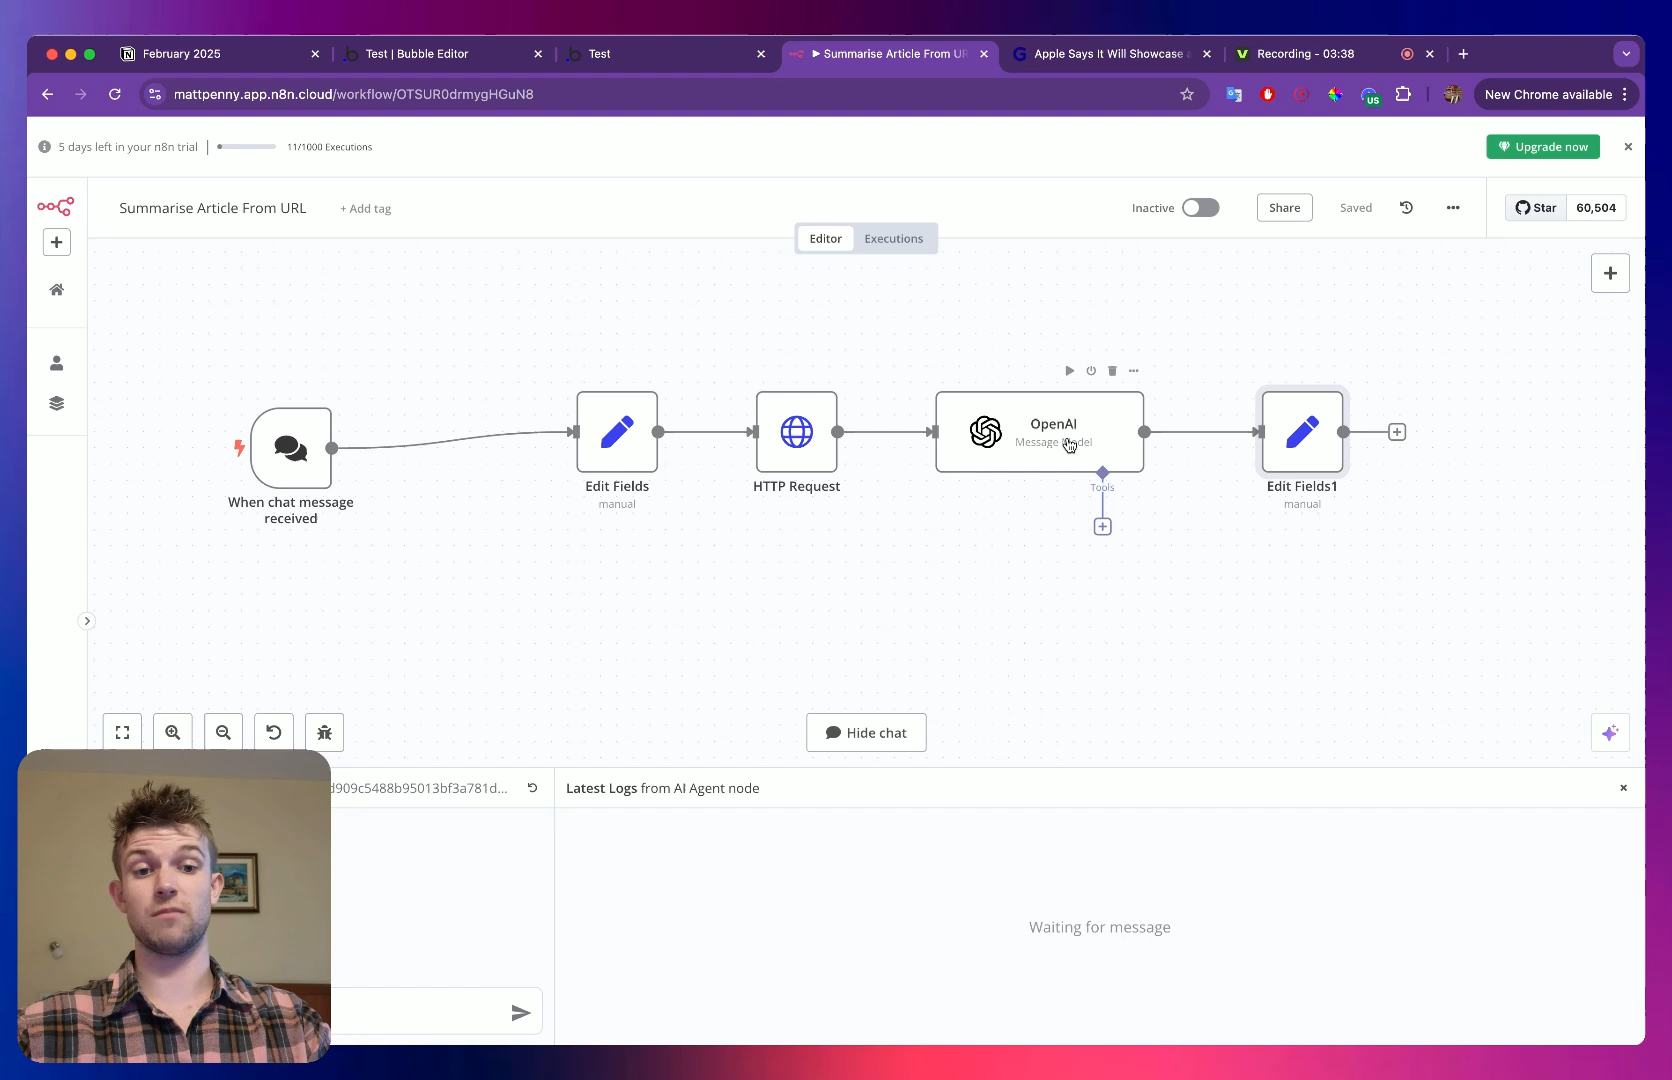 February 2025
Test | Bubble Editor
Test
Summarise Article From UR
Apple Says It Will Showcase
Recording - 03:38
mattpenny.app.n8n.cloud/workflow/OTSUR0drmygHGuN8
US
New Chrome available
5 days left in your n8n trial
11/1000 Executions
Upgrade now
Summarise Article From URL
+ Add tag
Inactive
Share
Saved
Star
60,504
Editor
Executions
OpenAI
Message Model
Tools
Edit Fields
manual
HTTP Request
Edit Fields1
manual
When chat message
received
Hide chat
d909c5488b95013bf3a781d...
Latest Logs from AI Agent node
Waiting for message